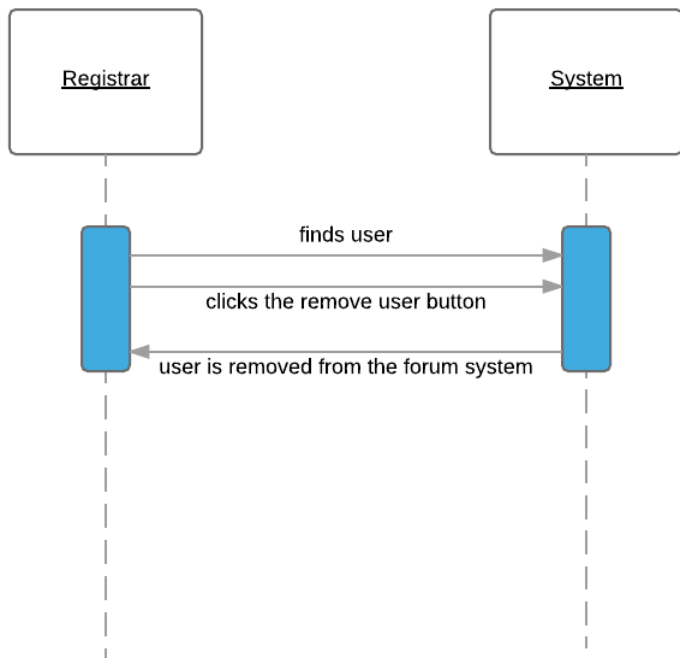 Registrar
System
finds user
clicks the remove user button
user is removed from the forum system